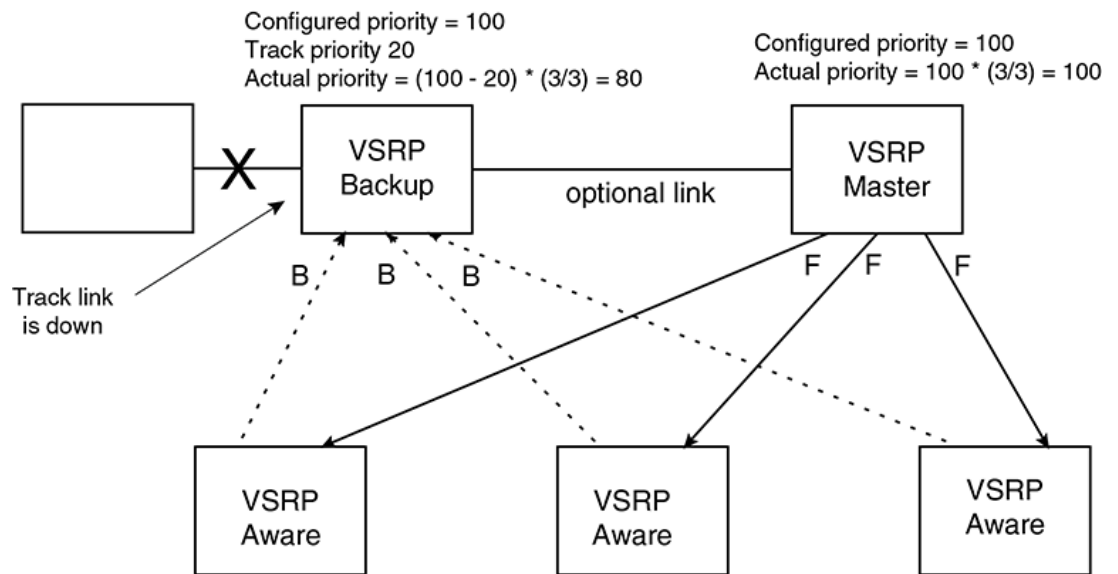 Configured priority = 100
Track priority 20
Actual priority = (100 - 20) * (3/3) = 80
Configured priority = 100
Actual priority = 100 * (3/3) = 100
X
VSRP
Backup
optional link
VSRP
Master
B
B
B
F
F
F
Track link
is down
VSRP
Aware
VSRP
Aware
VSRP
Aware